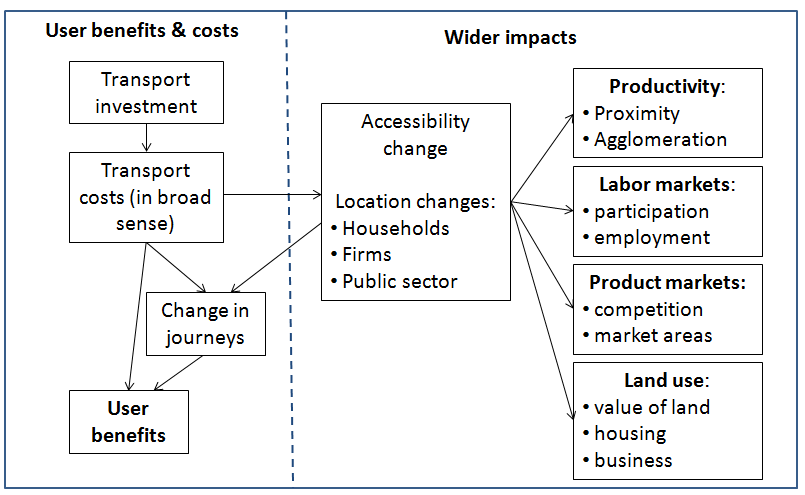 User benefits & costs
Transport
investment
Transport
costs (in broad
sense)
Change in
journeys
User
benefits
Wider impacts
Accessibility
change
Location changes:
• Households
• Firms
• Public sector
Productivity:
• Proximity
• Agglomeration
Labor markets:
• participation
• employment
Product markets:
• competition
• market areas
Land use:
• value of land
• housing
• business